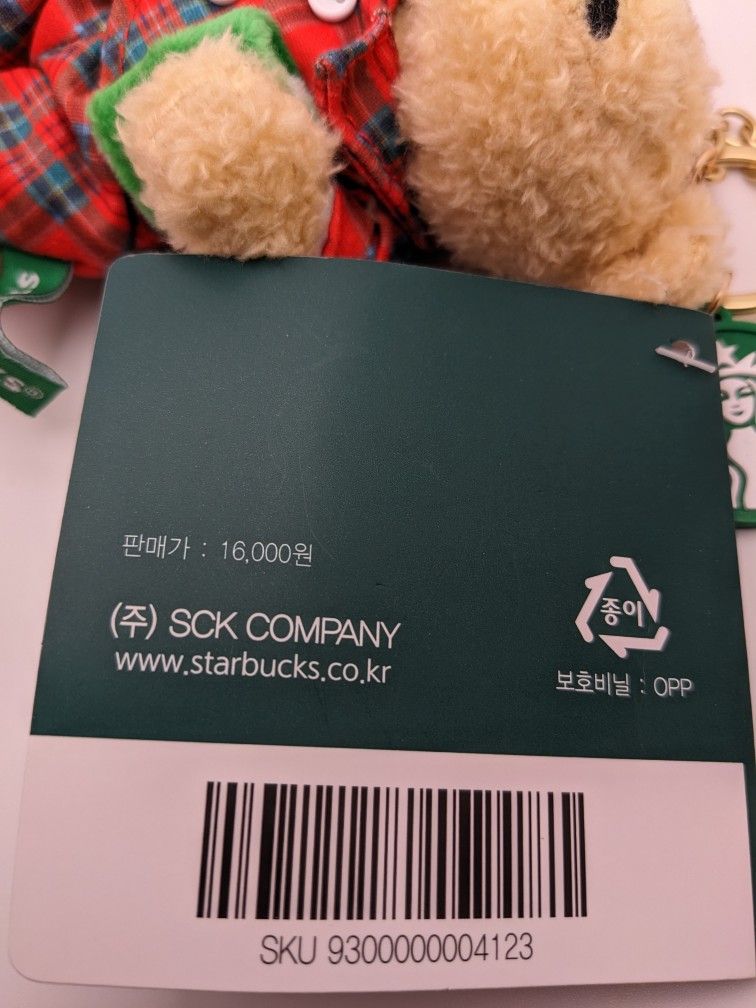 판매가 : 16,000원
(주) SCK COMPANY
www.starbucks.co.kr
종이
보호비닐 : OPP
SKU 9300000004123